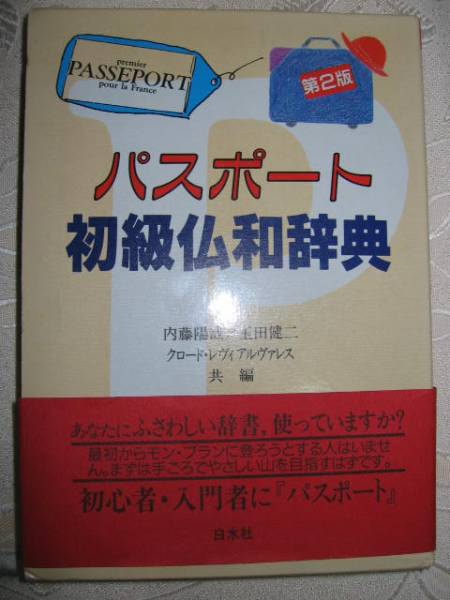 premier
PASSEPORT
pour la France
第2版
パスポート
初級仏和辞典
内藤陽哉・玉田健二
クロード・レヴィアルヴァレス
共編
あなたにふさわしい辞書、使っていますか?
最初からモン・ブランに登ろうとする人はいませ
ん。まずは手ごろでやさしい山を目指すはずです。
初心者・入門者に『パスポート』
白水社